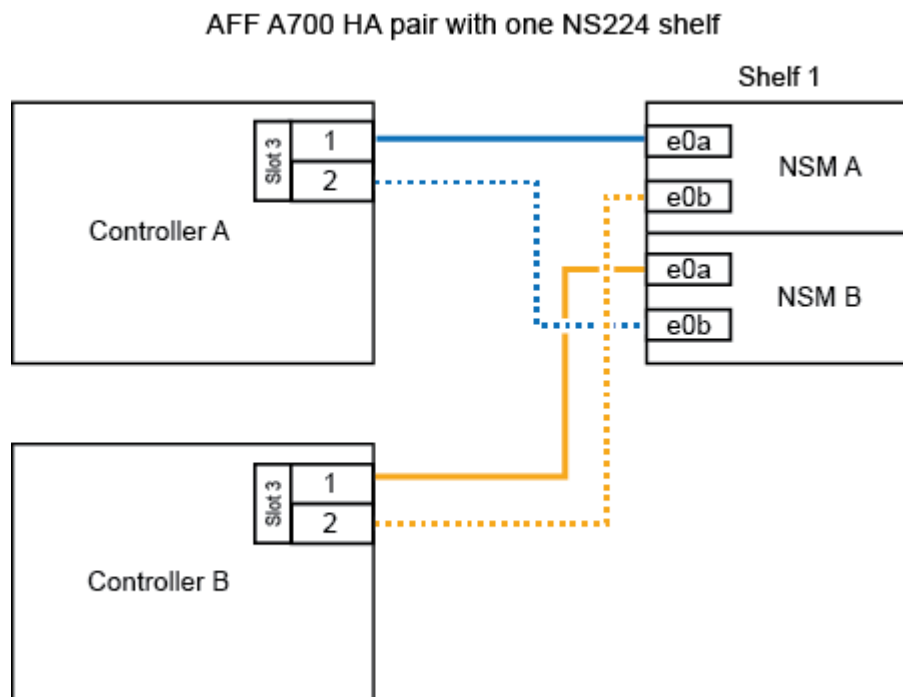 AFF A700 HA pair with one NS224 shelf
Shelf 1
Slot 3
1
2
Controller A
e0a
e0b
NSM A
e0a
e0b
NSM B
Slot 3
1
2
Controller B